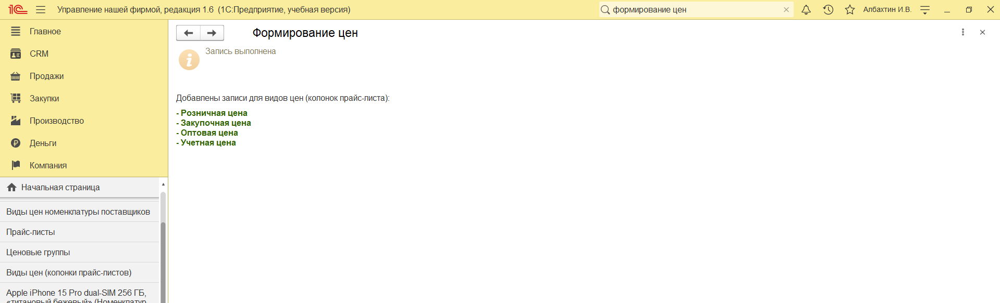 1С Управление нашей фирмой, редакция 1.6 (1С:Предприятие, учебная версия) формирование цен Албахтин И.В.
Главное
CRM
Продажи
Закупки
Производство
Деньги
Компания
Начальная страница
Виды цен номенклатуры поставщиков
Прайс-листы
Ценовые группы
Виды цен (колонки прайс-листов)
Apple iPhone 15 Pro dual-SIM 256 ГБ,
«титановый бежевый» (Номенклатур
Формирование цен
Запись выполнена
Добавлены записи для видов цен (колонок прайс-листа):
- Розничная цена
- Закупочная цена
- Оптовая цена
- Учетная цена